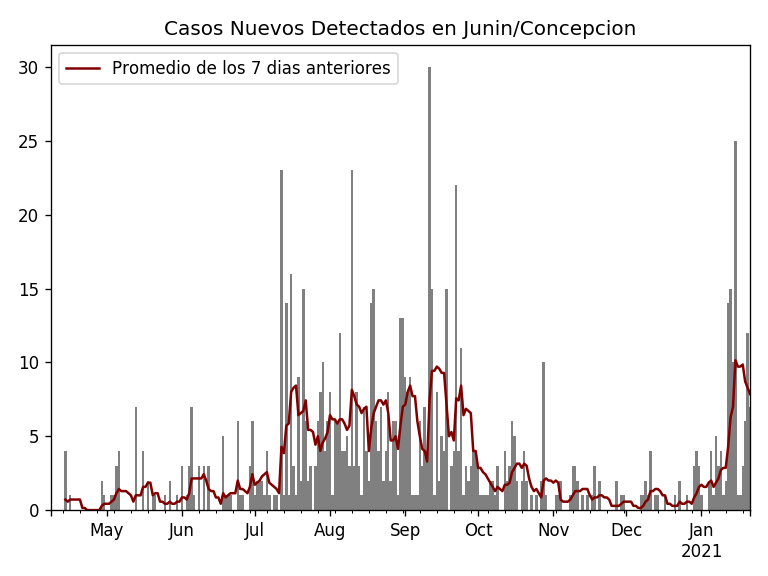 Casos Nuevos Detectados en Junin/Concepcion
Promedio de los 7 dias anteriores
30
25
20
15
10
5
0
May Jun Jul Aug Sep Oct Nov Dec Jan
2021